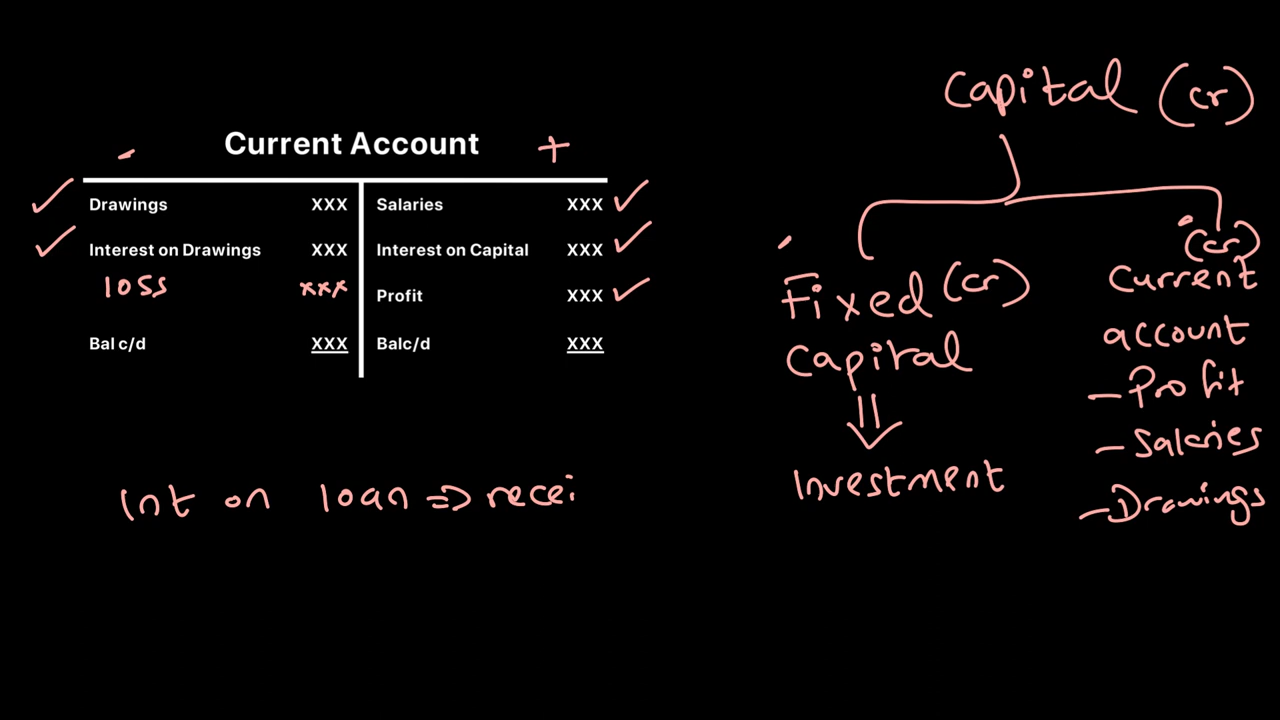 Current Account
- +
Drawings XXX Salaries XXX
Interest on Drawings XXX Interest on Capital XXX
loss xxx Profit XXX
Bal c/d XXX Balc/d XXX
Int on loan => recei
Capital (cr)
Fixed (cr)
Capital
Investment
(cr)
Current
account
- Profit
- Salaries
- Drawings